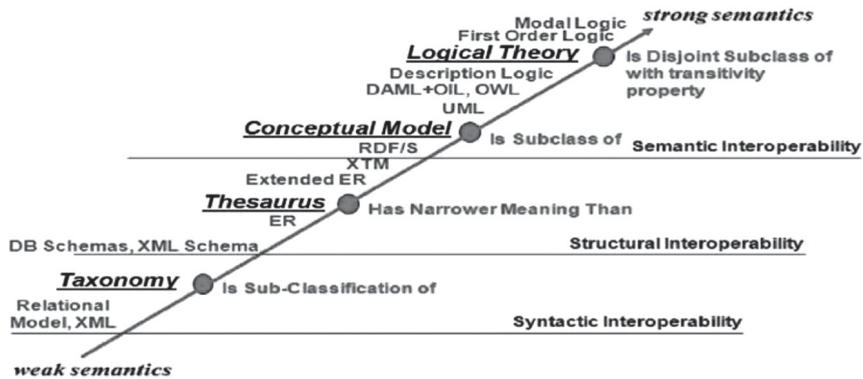 Modal Logic
strong semantics
First Order Logic
Logical Theory
Is Disjoint Subclass of
with transitivity
property
Description Logic
DAML+OIL, OWL
UML
Conceptual Model
Is Subclass of
Semantic Interoperability
RDF/S
XTM
Extended ER
Thesaurus
Has Narrower Meaning Than
ER
DB Schemas, XML Schema
Structural Interoperability
Taxonomy
Is Sub-Classification of
Relational
Model, XML
Syntactic Interoperability
weak semantics